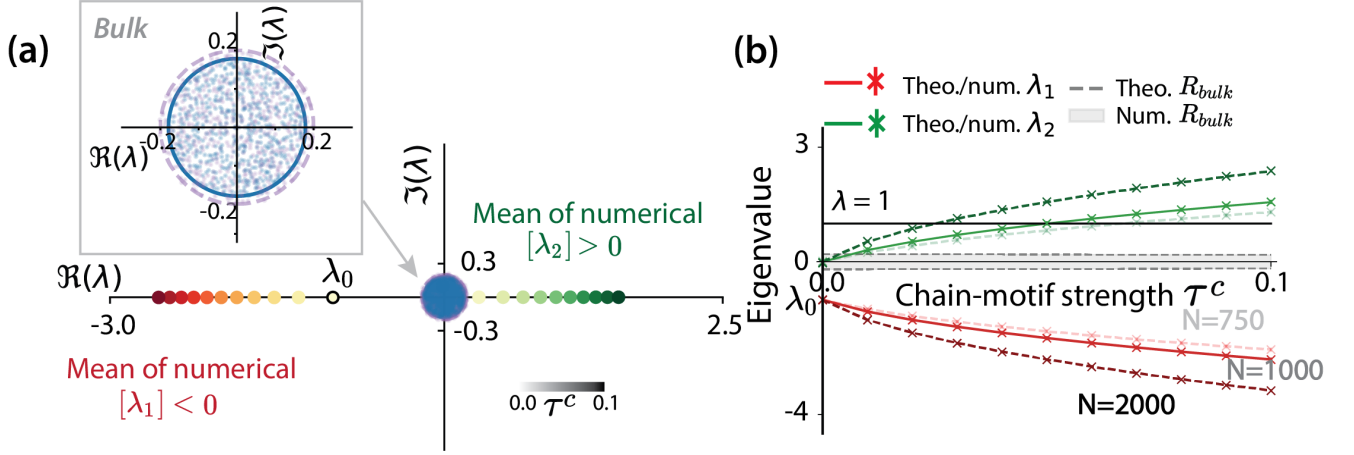 (a)
Bulk
ℑ(λ)
0.2
-0.2
0.2
ℜ(λ)
-0.2
ℑ(λ)
Mean of numerical
[λ₂] > 0
ℜ(λ)
λ₀
0.3
-3.0
-0.3
2.5
Mean of numerical
[λ₁] < 0
0.0 τᶜ 0.1
(b)
Theo./num. λ₁
Theo. R_bulk
Theo./num. λ₂
Num. R_bulk
Eigenvalue
3
λ = 1
0
0.0
0.1
λ₀
Chain-motif strength τᶜ
N=750
N=1000
N=2000
-4